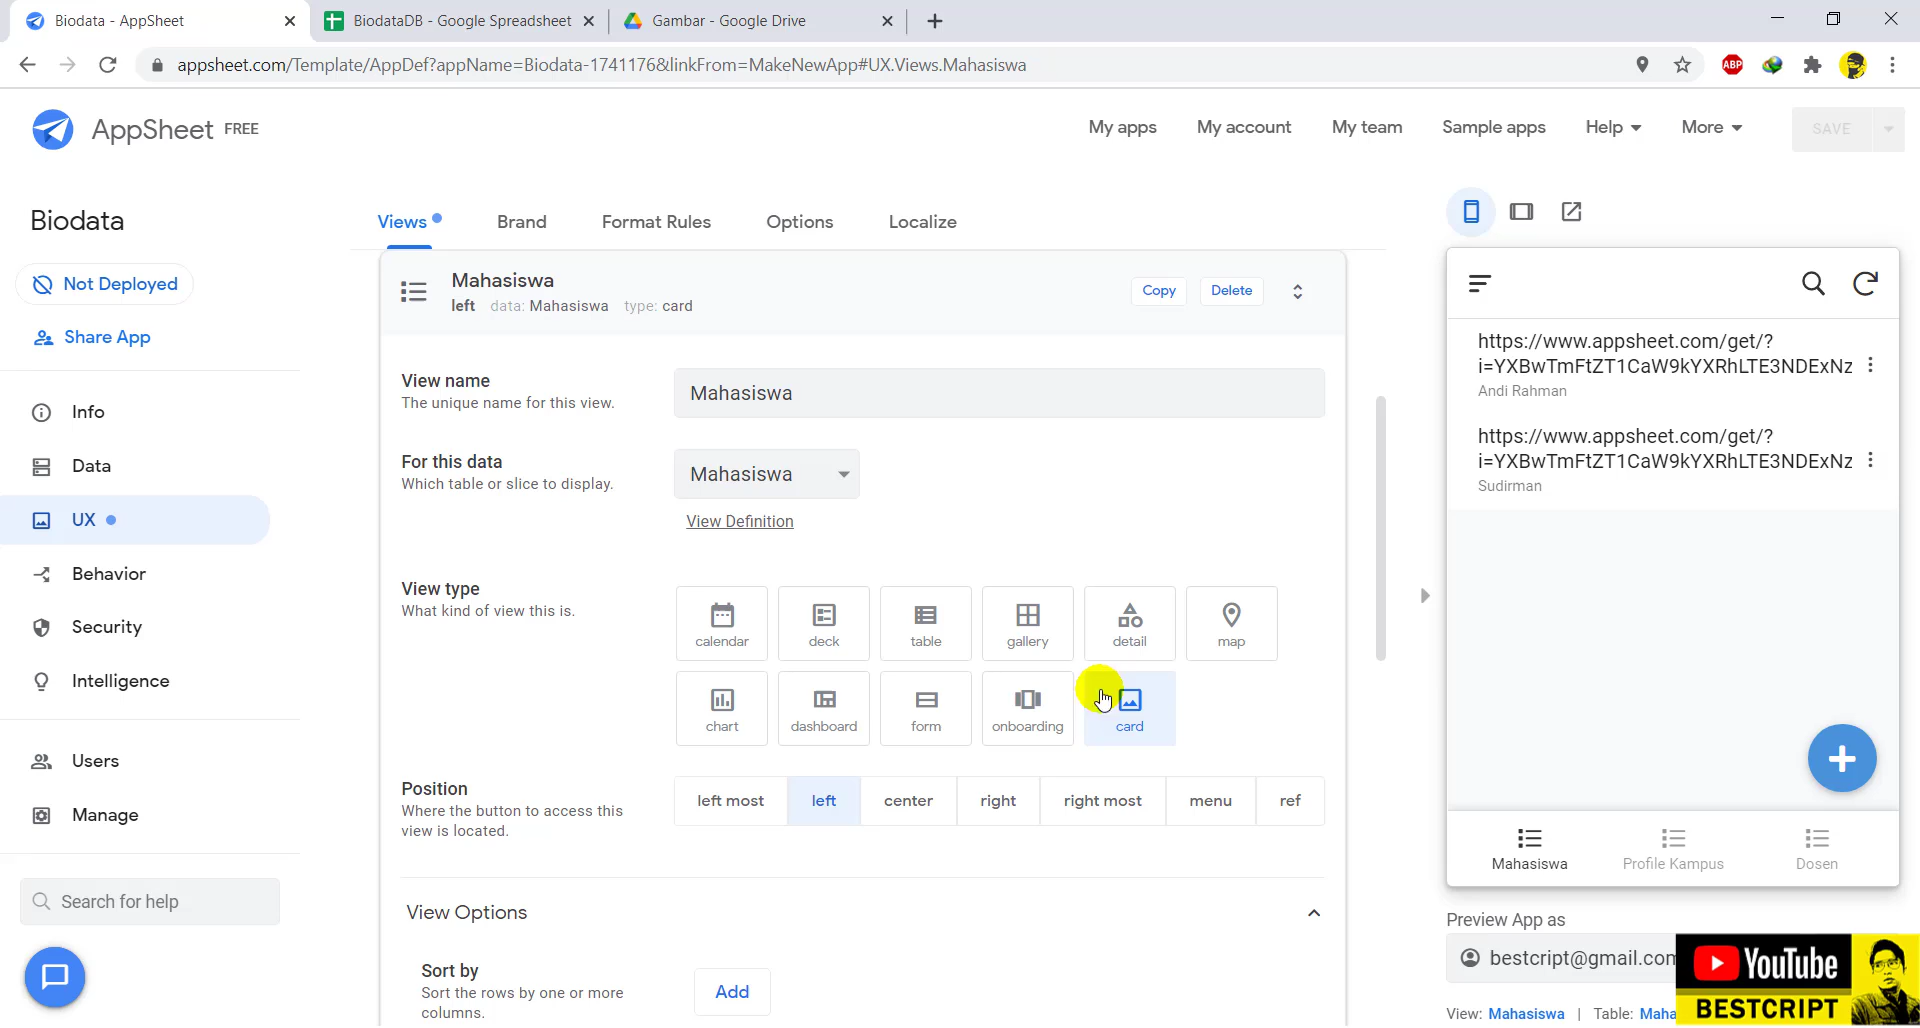 Biodata - AppSheet
BiodataDB - Google Spreadsheet
Gambar - Google Drive
appsheet.com/Template/AppDef?appName=Biodata-1741176&linkFrom=MakeNewApp#UX.Views.Mahasiswa
ABP
AppSheet FREE
My apps
My account
My team
Sample apps
Help
More
SAVE
Biodata
Not Deployed
Share App
Info
Data
UX
Behavior
Security
Intelligence
Users
Manage
Search for help
Views
Brand
Format Rules
Options
Localize
Mahasiswa
left data: Mahasiswa type: card
Copy
Delete
View name
The unique name for this view.
Mahasiswa
For this data
Which table or slice to display.
Mahasiswa
View Definition
View type
What kind of view this is.
calendar
deck
table
gallery
detail
map
chart
dashboard
form
onboarding
card
Position
Where the button to access this
view is located.
left most
left
center
right
right most
menu
ref
View Options
Sort by
Sort the rows by one or more
columns.
Add
https://www.appsheet.com/get/?
i=YXBwTmFtZT1CaW9kYXRhLTE3NDExNz
Andi Rahman
https://www.appsheet.com/get/?
i=YXBwTmFtZT1CaW9kYXRhLTE3NDExNz
Sudirman
Mahasiswa
Profile Kampus
Dosen
Preview App as
bestcript@gmail.com
View: Mahasiswa | Table: Maha
YouTube
BESTCRIPT